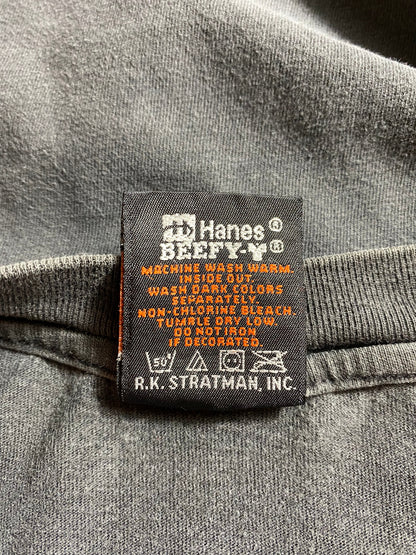 Hanes®
BEEFY-Y®
MACHINE WASH WARM.
INSIDE OUT
WASH DARK COLORS
SEPARATELY.
NON-CHLORINE BLEACH.
TUMBLE DRY LOW.
DO NOT IRON
IF DECORATED.
50°
R.K. STRATMAN, INC.